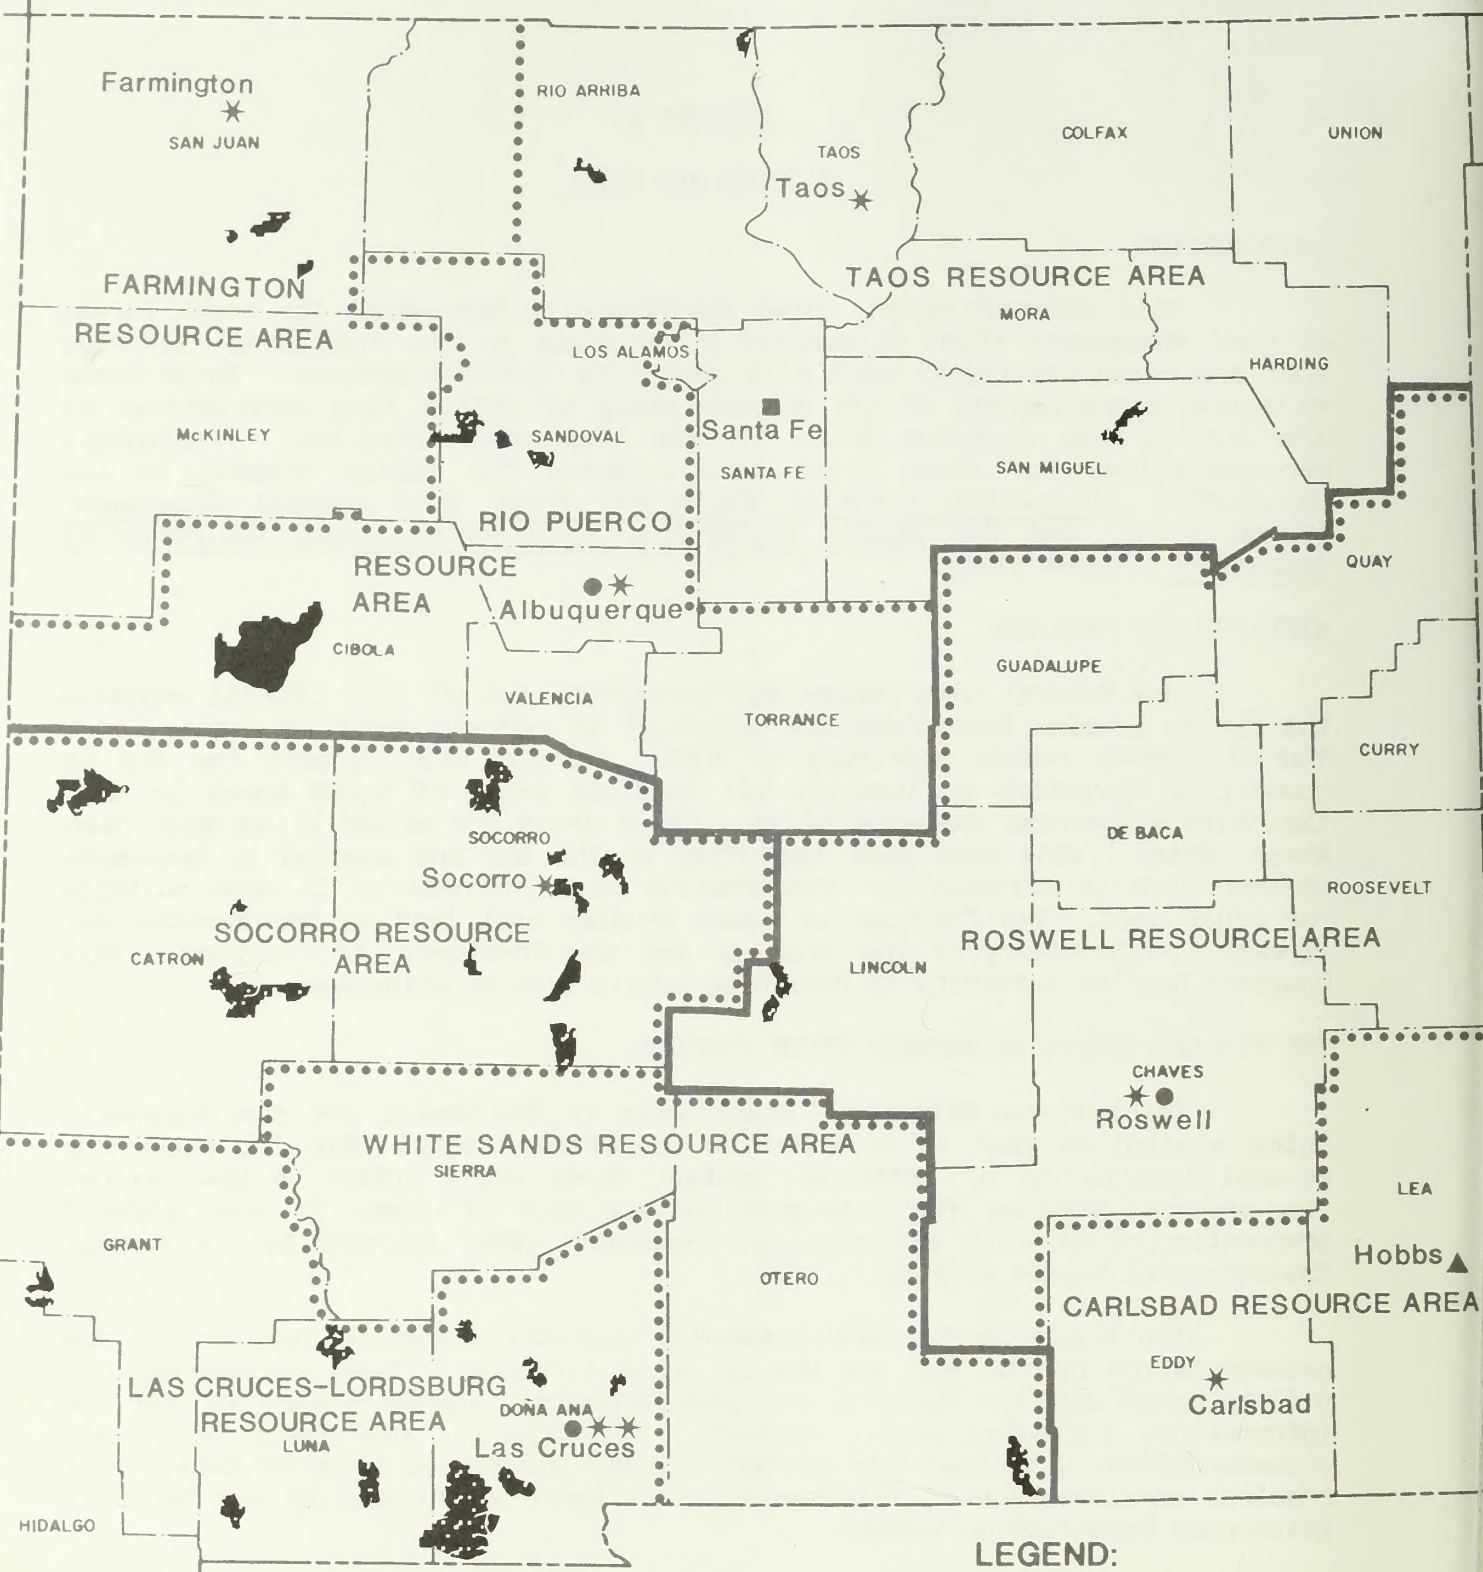 Farmington
SAN JUAN
RIO ARRIBA
TAOS
Taos
COLFAX
UNION
FARMINGTON
RESOURCE AREA
TAOS RESOURCE AREA
MORA
LOS ALAMOS
HARDING
McKINLEY
SANDOVAL
Santa Fe
SANTA FE
SAN MIGUEL
RIO PUERCO
RESOURCE
AREA
Albuquerque
QUAY
CIBOLA
VALENCIA
TORRANCE
GUADALUPE
CURRY
SOCORRO
Socorro
DE BACA
ROOSEVELT
SOCORRO RESOURCE
AREA
CATRON
LINCOLN
ROSWELL RESOURCE AREA
CHAVES
Roswell
WHITE SANDS RESOURCE AREA
SIERRA
LEA
GRANT
OTERO
Hobbs
CARLSBAD RESOURCE AREA
EDDY
Carlsbad
LAS CRUCES-LORDSBURG
RESOURCE AREA
DOÑA ANA
Las Cruces
LUNA
HIDALGO
LEGEND: